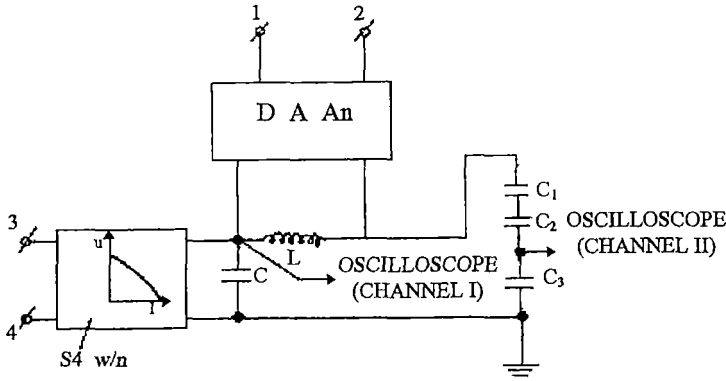 1 2
D A An
C₁
3
u
C₂ OSCILLOSCOPE
(CHANNEL II)
L
C OSCILLOSCOPE
(CHANNEL I)
C₃
I
4
S4 w/n